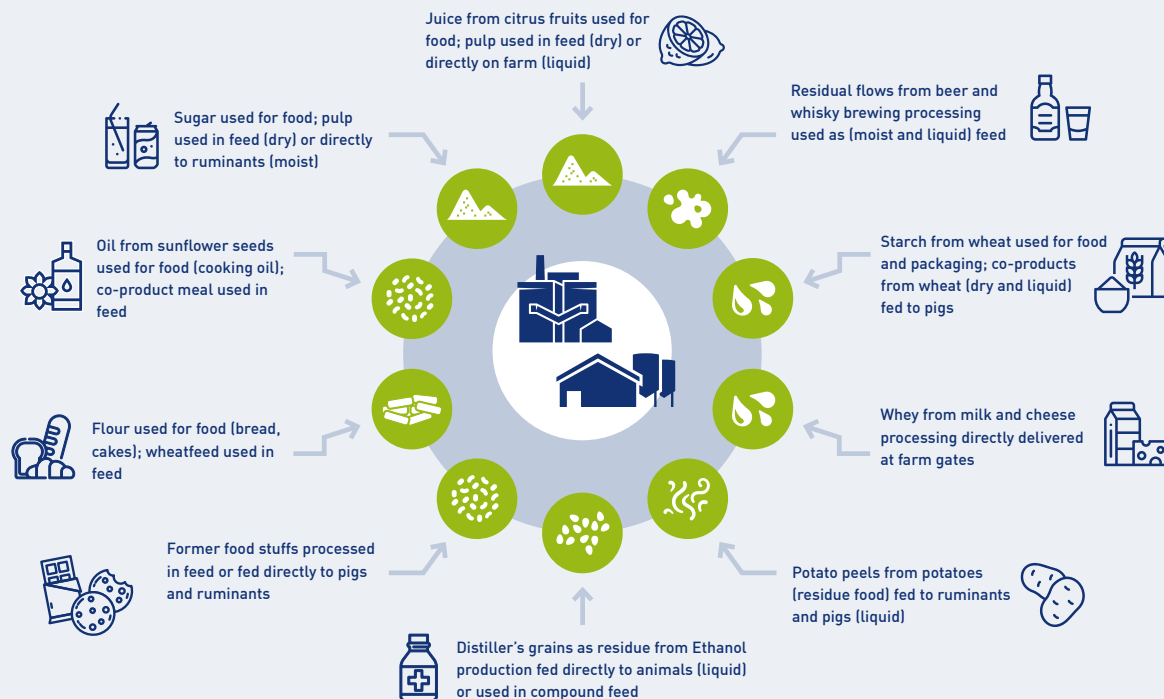 Juice from citrus fruits used for
food; pulp used in feed (dry) or
directly on farm (liquid)
Residual flows from beer and
whisky brewing processing
used as (moist and liquid) feed
Starch from wheat used for food
and packaging; co-products
from wheat (dry and liquid)
fed to pigs
Whey from milk and cheese
processing directly delivered
at farm gates
Potato peels from potatoes
(residue food) fed to ruminants
and pigs (liquid)
Distiller's grains as residue from Ethanol
production fed directly to animals (liquid)
or used in compound feed
Former food stuffs processed
in feed or fed directly to pigs
and ruminants
Flour used for food (bread,
cakes); wheatfeed used in
feed
Oil from sunflower seeds
used for food (cooking oil);
co-product meal used in
feed
Sugar used for food; pulp
used in feed (dry) or directly
to ruminants (moist)